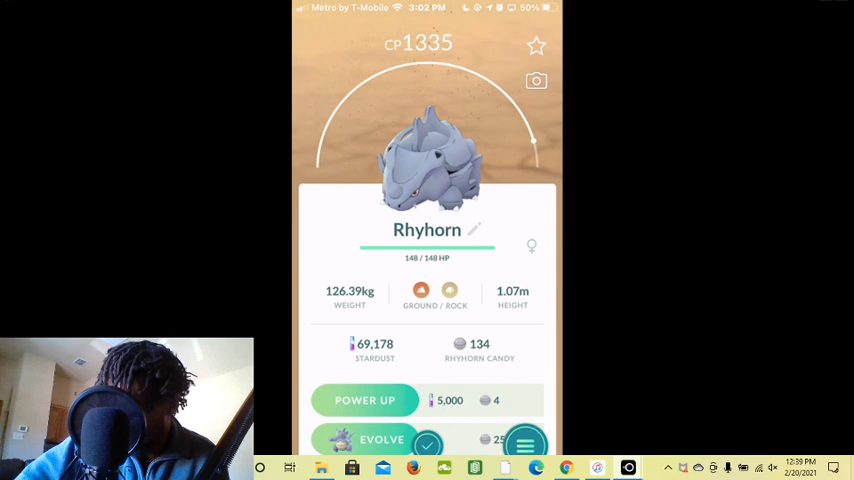 Metro by T-Mobile 3:02 PM 50%
CP1335
Rhyhorn
148 / 148 HP
126.39kg
WEIGHT
GROUND / ROCK
1.07m
HEIGHT
69,178
STARDUST
134
RHYHORN CANDY
POWER UP 5,000 4
EVOLVE 25
12:39 PM
2/20/2021